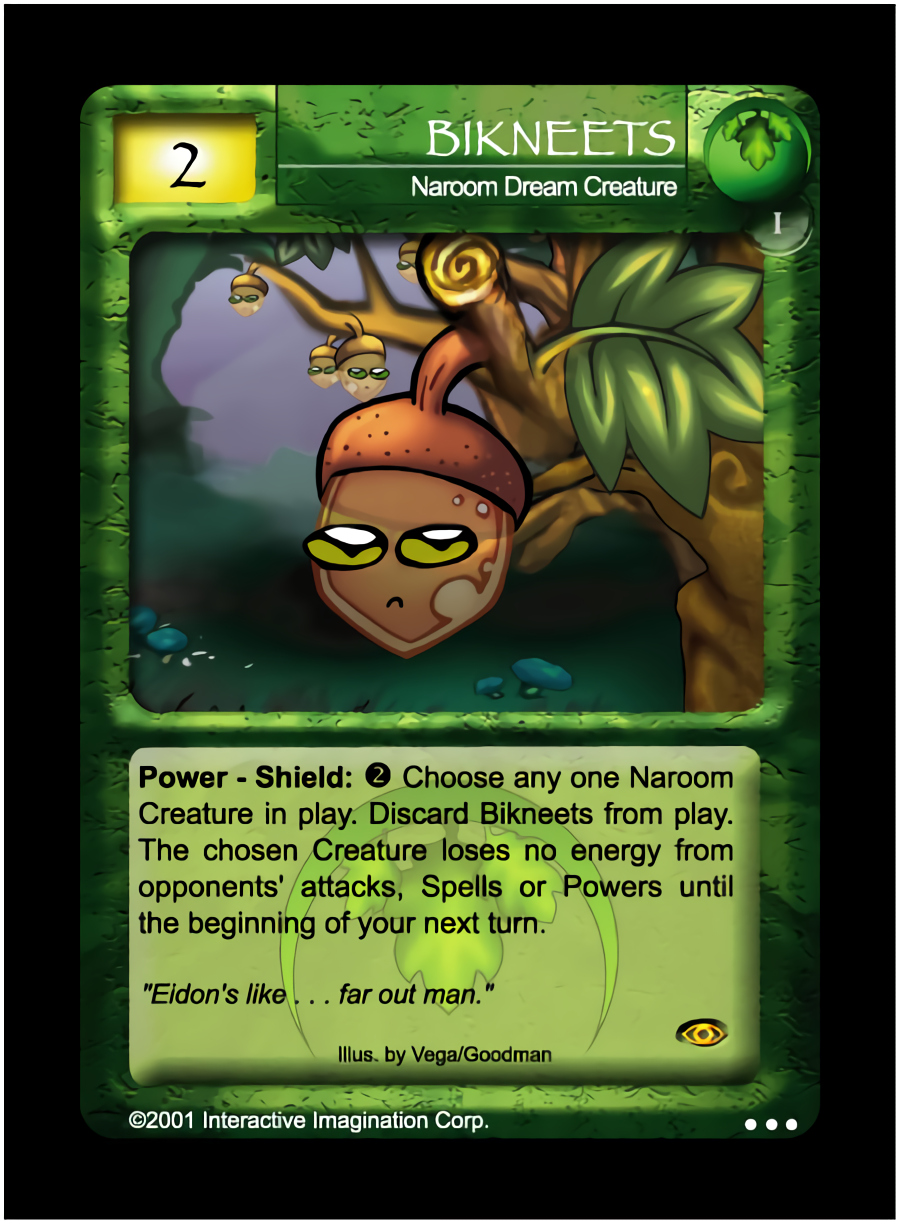 2
BIKNEETS
Naroom Dream Creature
I
Power - Shield: ❷ Choose any one Naroom
Creature in play. Discard Bikneets from play.
The chosen Creature loses no energy from
opponents' attacks, Spells or Powers until
the beginning of your next turn.
"Eidon's like . . . far out man."
Illus. by Vega/Goodman
©2001 Interactive Imagination Corp.